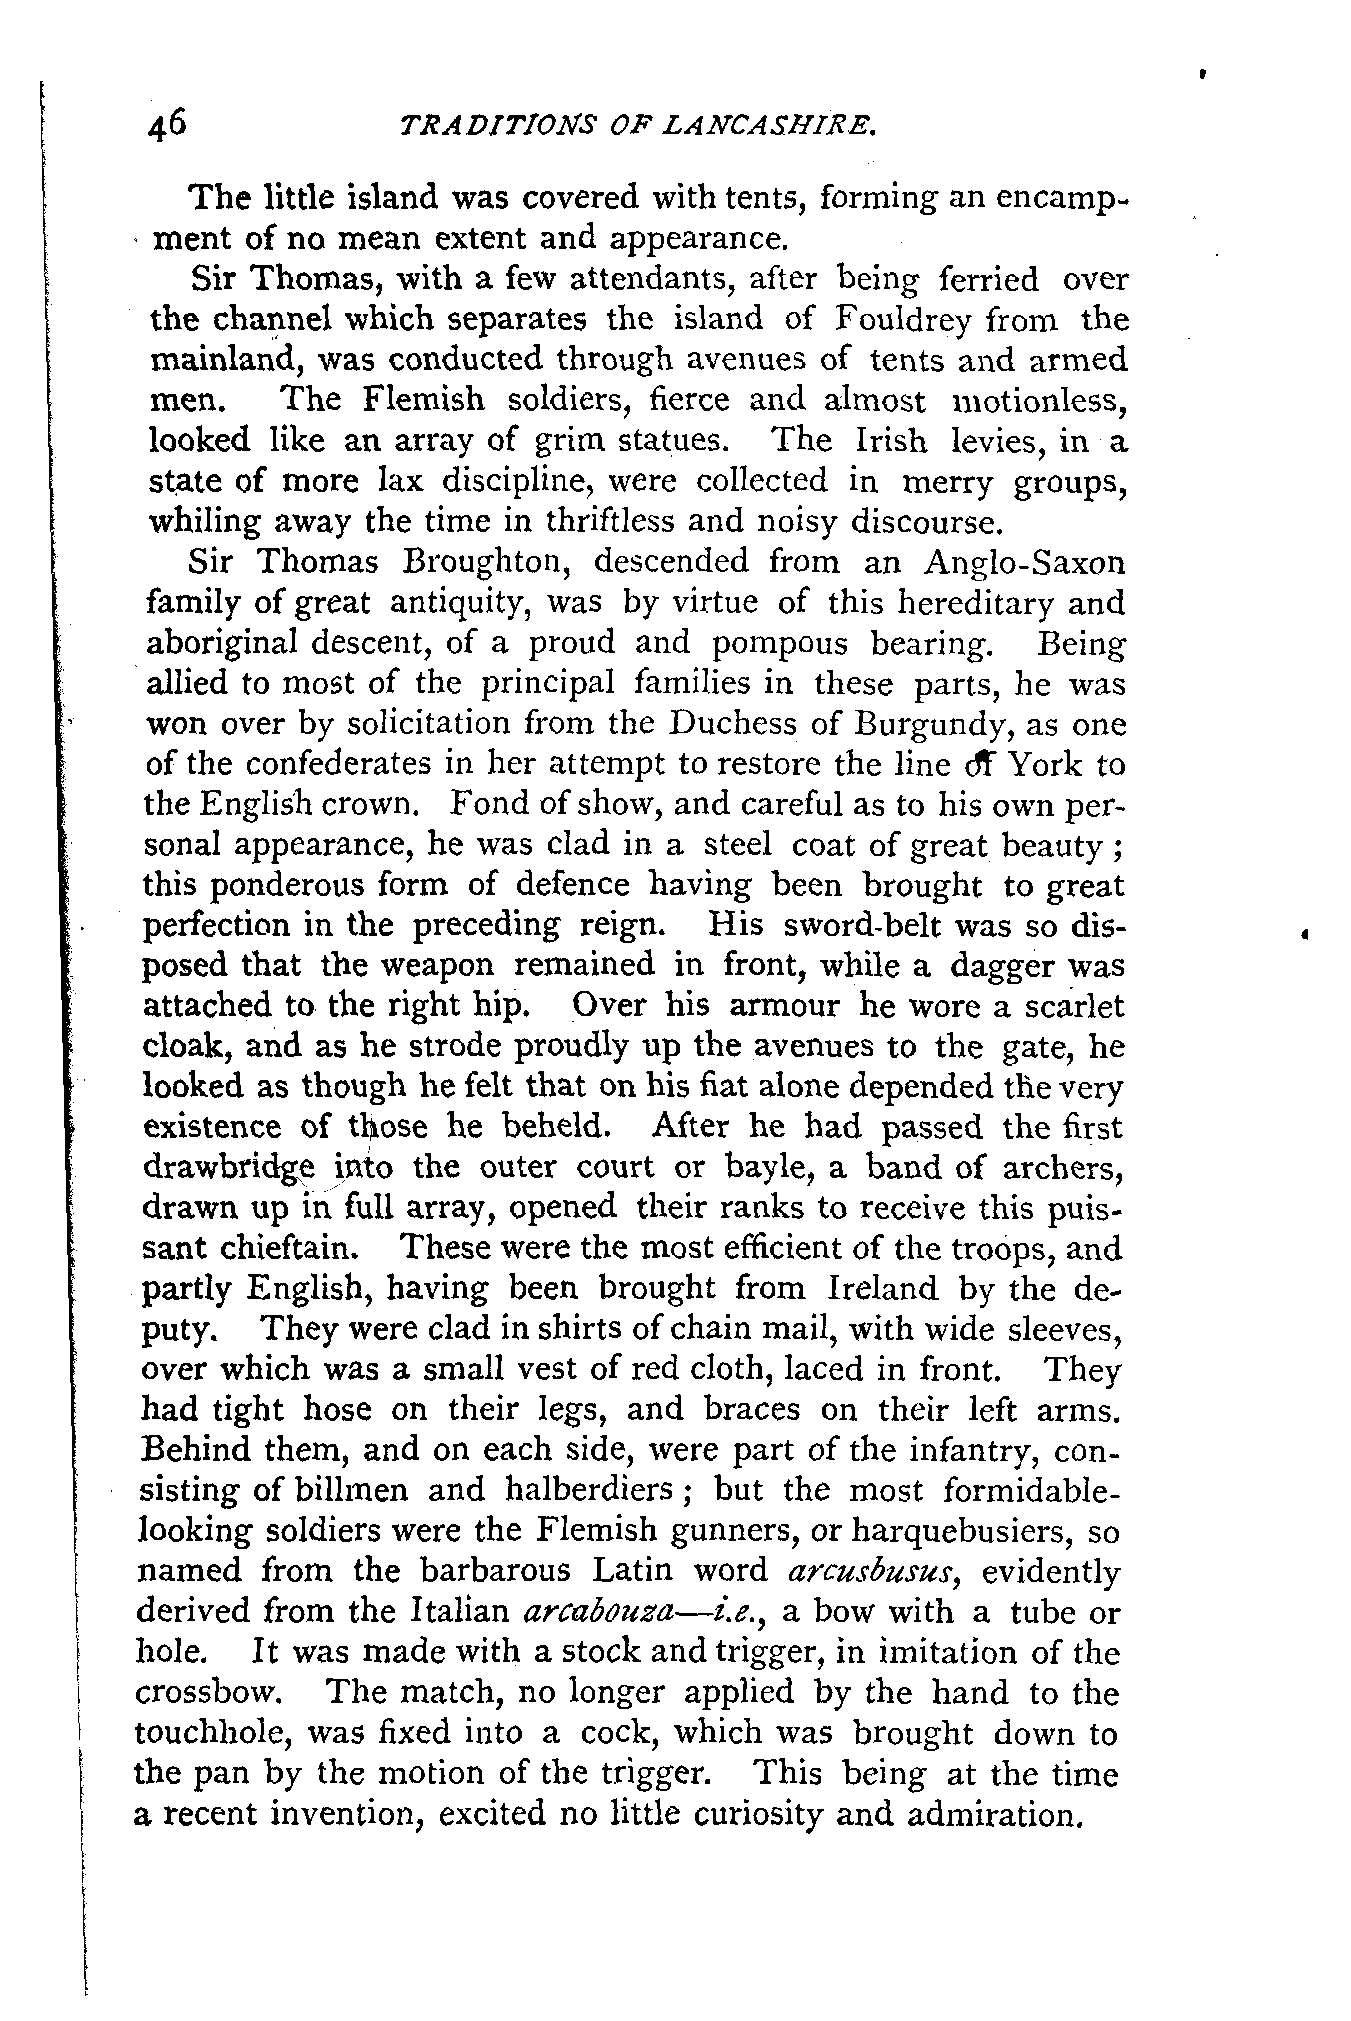 46 TRADITIONS OF LANCASHIRE.
The little island was covered with tents, forming an encamp-
ment of no mean extent and appearance.
Sir Thomas, with a few attendants, after being ferried over
the channel which separates the island of Fouldrey from the
mainland, was conducted through avenues of tents and armed
men. The Flemish soldiers, fierce and almost motionless,
looked like an array of grim statues. The Irish levies, in a
state of more lax discipline, were collected in merry groups,
whiling away the time in thriftless and noisy discourse.
Sir Thomas Broughton, descended from an Anglo-Saxon
family of great antiquity, was by virtue of this hereditary and
aboriginal descent, of a proud and pompous bearing. Being
allied to most of the principal families in these parts, he was
won over by solicitation from the Duchess of Burgundy, as one
of the confederates in her attempt to restore the line of York to
the English crown. Fond of show, and careful as to his own per-
sonal appearance, he was clad in a steel coat of great beauty ;
this ponderous form of defence having been brought to great
perfection in the preceding reign. His sword-belt was so dis-
posed that the weapon remained in front, while a dagger was
attached to the right hip. Over his armour he wore a scarlet
cloak, and as he strode proudly up the avenues to the gate, he
looked as though he felt that on his fiat alone depended the very
existence of those he beheld. After he had passed the first
drawbridge into the outer court or bayle, a band of archers,
drawn up in full array, opened their ranks to receive this puis-
sant chieftain. These were the most efficient of the troops, and
partly English, having been brought from Ireland by the de-
puty. They were clad in shirts of chain mail, with wide sleeves,
over which was a small vest of red cloth, laced in front. They
had tight hose on their legs, and braces on their left arms.
Behind them, and on each side, were part of the infantry, con-
sisting of billmen and halberdiers ; but the most formidable-
looking soldiers were the Flemish gunners, or harquebusiers, so
named from the barbarous Latin word arcusbusus, evidently
derived from the Italian arcabouza—i.e., a bow with a tube or
hole. It was made with a stock and trigger, in imitation of the
crossbow. The match, no longer applied by the hand to the
touchhole, was fixed into a cock, which was brought down to
the pan by the motion of the trigger. This being at the time
a recent invention, excited no little curiosity and admiration.